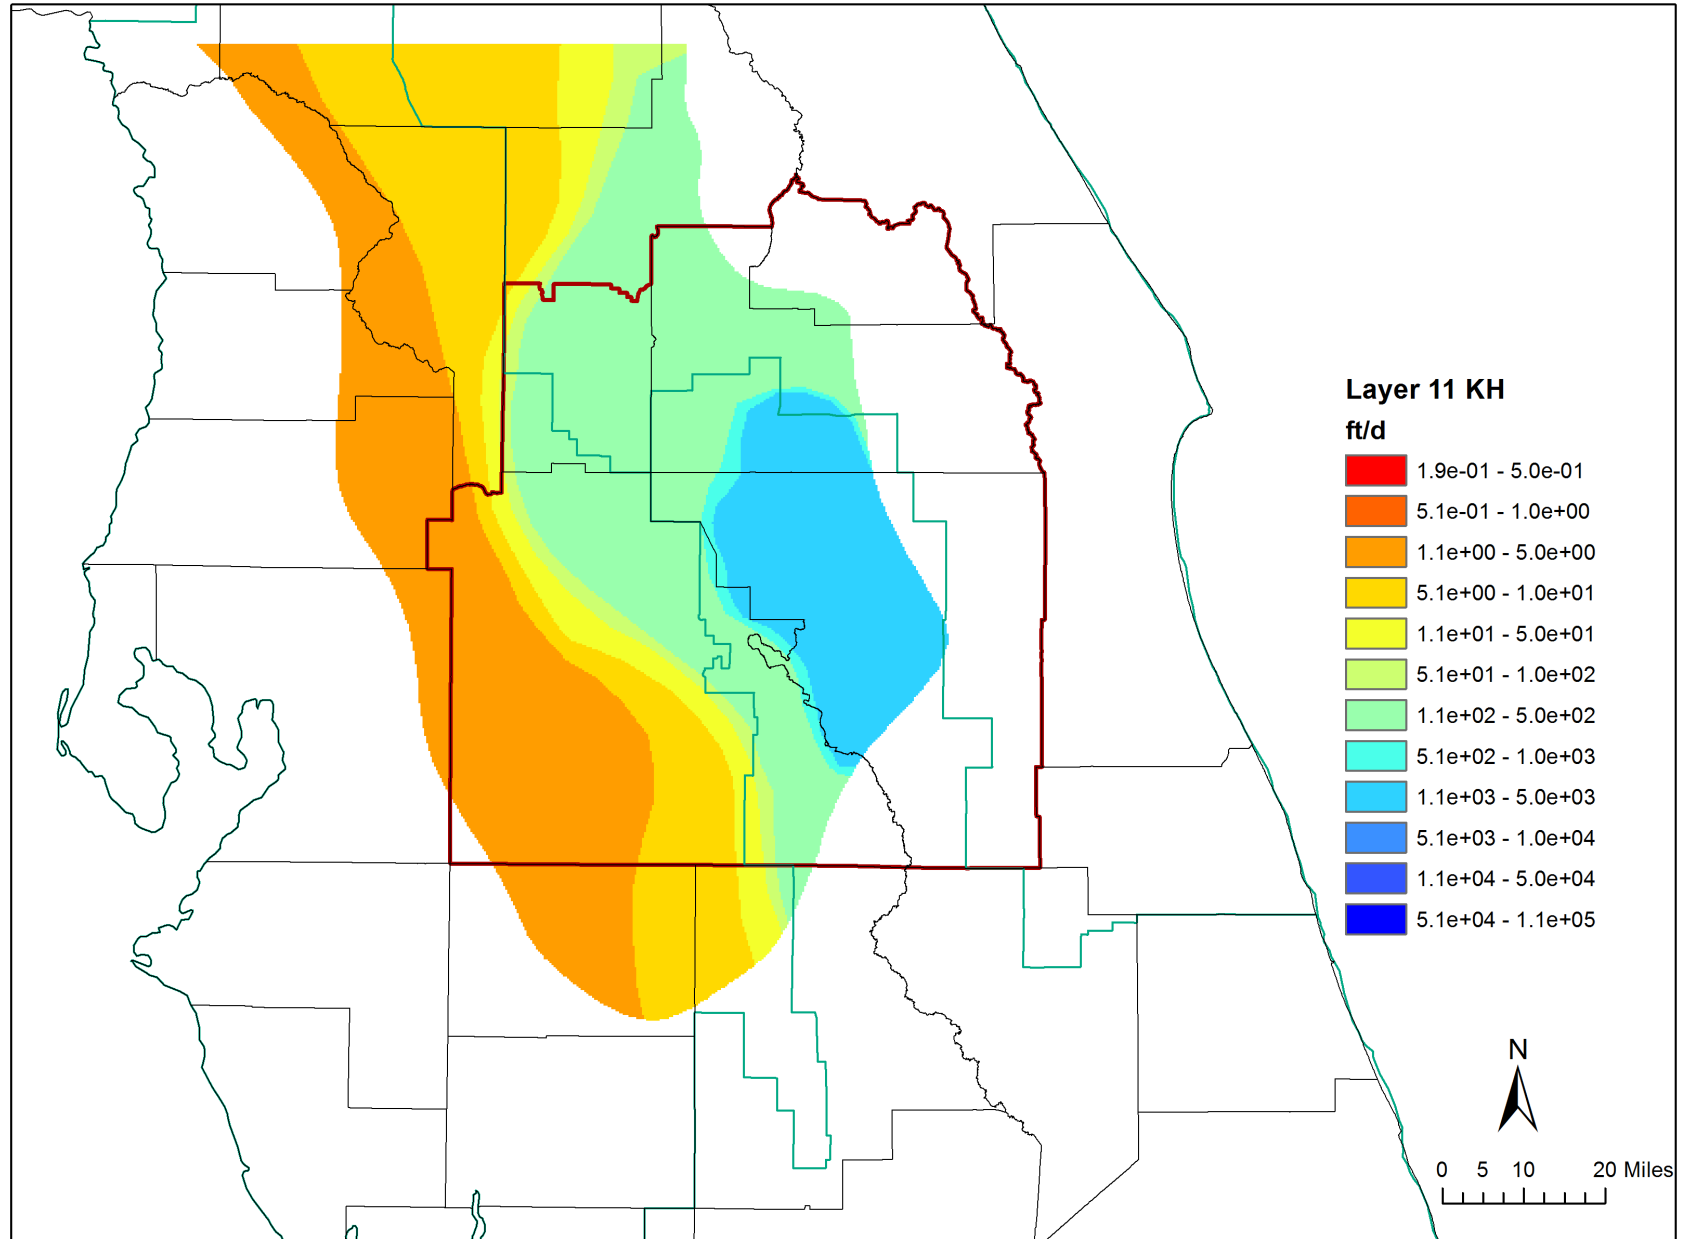 Layer 11 KH
ft/d
1.9e-01 - 5.0e-01
5.1e-01 - 1.0e+00
1.1e+00 - 5.0e+00
5.1e+00 - 1.0e+01
1.1e+01 - 5.0e+01
5.1e+01 - 1.0e+02
1.1e+02 - 5.0e+02
5.1e+02 - 1.0e+03
1.1e+03 - 5.0e+03
5.1e+03 - 1.0e+04
1.1e+04 - 5.0e+04
5.1e+04 - 1.1e+05
N
0 5 10 20 Miles